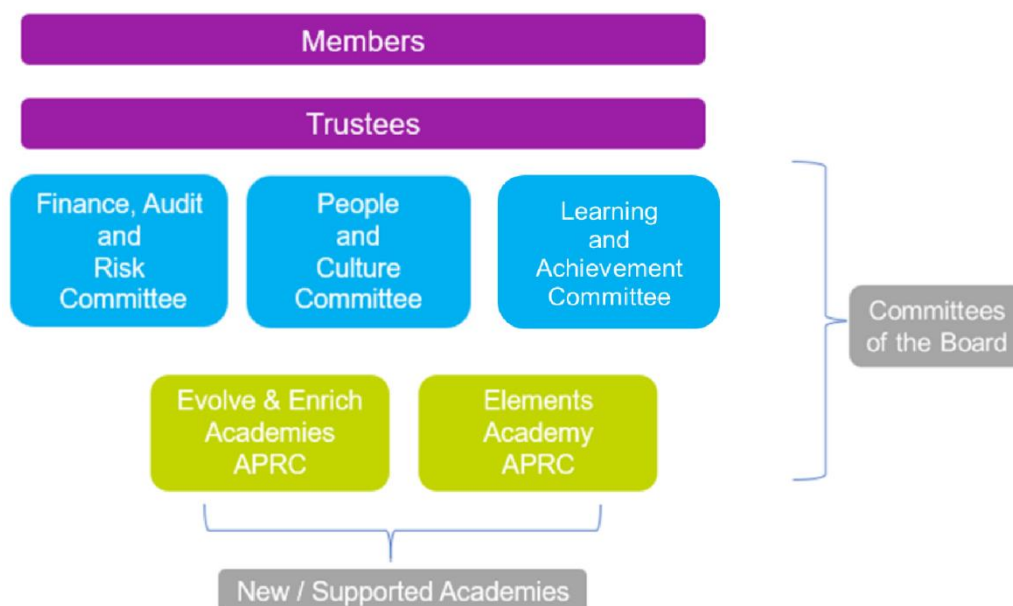 Members
Trustees
Finance, Audit
and
Risk
Committee
People
and
Culture
Committee
Learning
and
Achievement
Committee
Committees
of the Board
Evolve & Enrich
Academies
APRC
Elements
Academy
APRC
New / Supported Academies